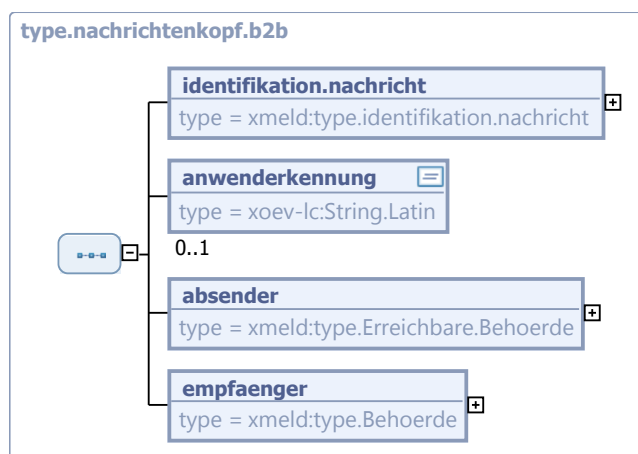 type.nachrichtenkopf.b2b
identifikation.nachricht
type = xmeld:type.identifikation.nachricht
anwenderkennung
type = xoev-lc:String.Latin
0..1
absender
type = xmeld:type.Erreichbare.Behoerde
empfaenger
type = xmeld:type.Behoerde